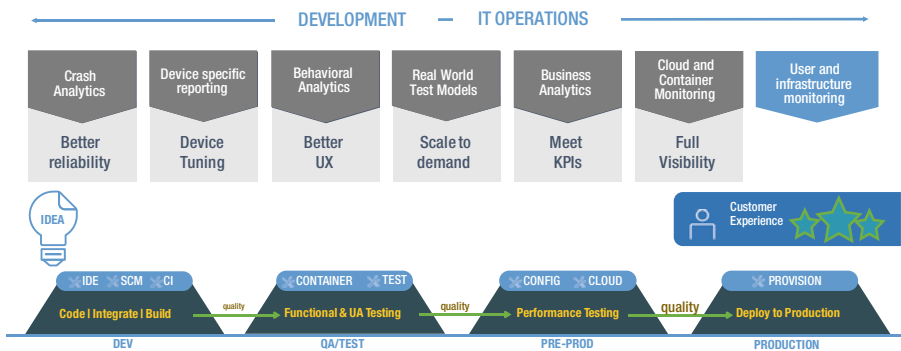 DEVELOPMENT — IT OPERATIONS
Crash
Analytics
Device specific
reporting
Behavioral
Analytics
Real World
Test Models
Business
Analytics
Cloud and
Container
Monitoring
User and
infrastructure
monitoring
Better
reliability
Device
Tuning
Better
UX
Scale to
demand
Meet
KPIs
Full
Visibility
IDEA
Customer
Experience
IDE SCM CI
CONTAINER TEST
CONFIG CLOUD
PROVISION
Code | Integrate | Build
quality
Functional & UA Testing
quality
Performance Testing
quality
Deploy to Production
DEV
QA/TEST
PRE-PROD
PRODUCTION